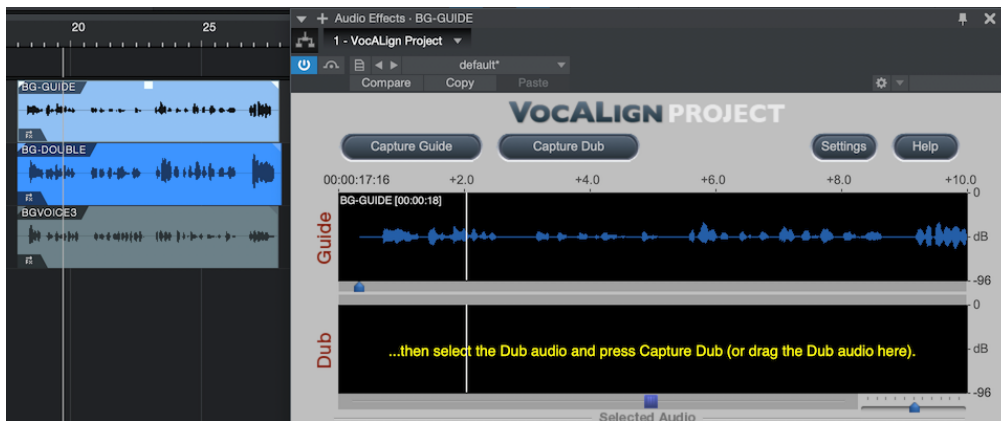 20
25
BG-GUIDE
fx
BG-DOUBLE
fx
BGVOICE3
fx
Audio Effects · BG-GUIDE
1 - VocALign Project
default*
Compare Copy Paste
VOCALIGN PROJECT
Capture Guide Capture Dub Settings Help
00:00:17:16 +2.0 +4.0 +6.0 +8.0 +10.0
BG-GUIDE [00:00:18]
Guide
0
dB
-96
Dub
...then select the Dub audio and press Capture Dub (or drag the Dub audio here).
0
dB
-96
Selected Audio